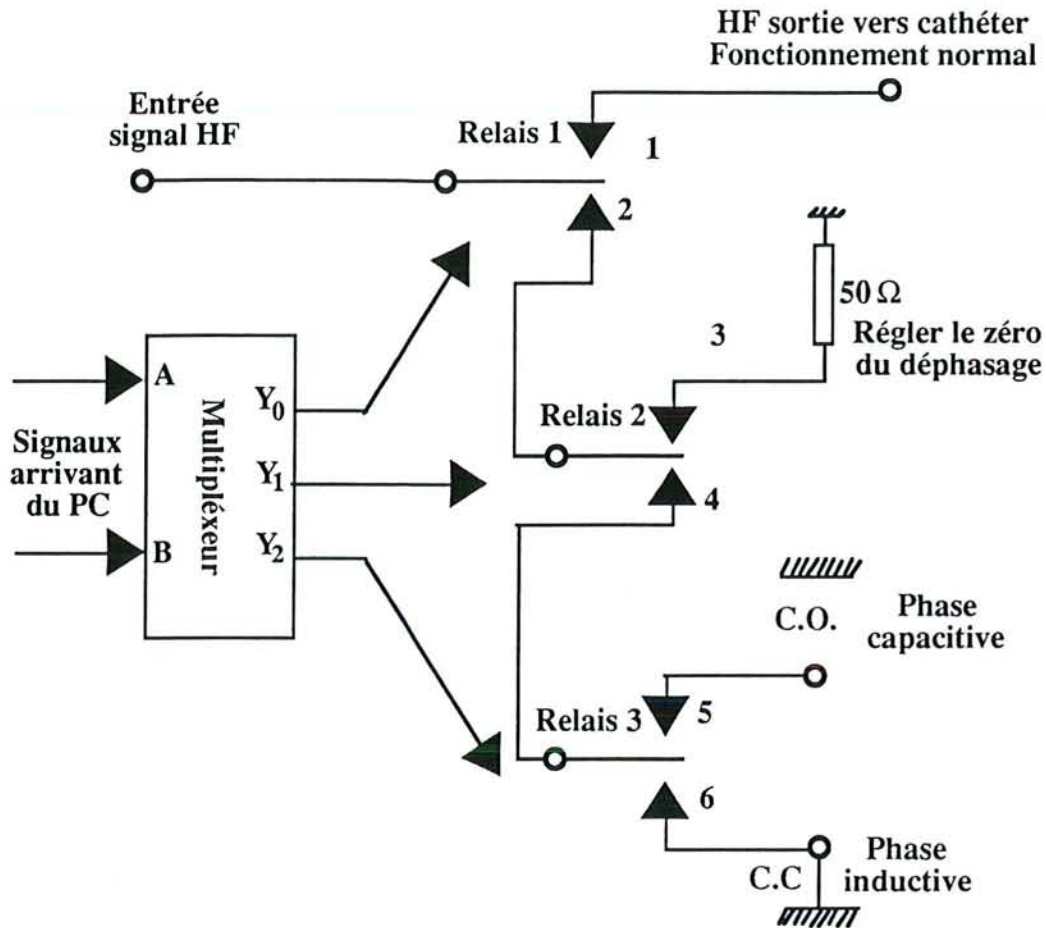 HF sortie vers cathéter
Fonctionnement normal
Entrée
signal HF
Relais 1
1
2
50 Ω
Régler le zéro
du déphasage
3
A
Y0
Multipléxeur
Signaux
arrivant
du PC
Y1
B
Y2
Relais 2
4
C.O.
Phase
capacitive
Relais 3
5
6
C.C
Phase
inductive